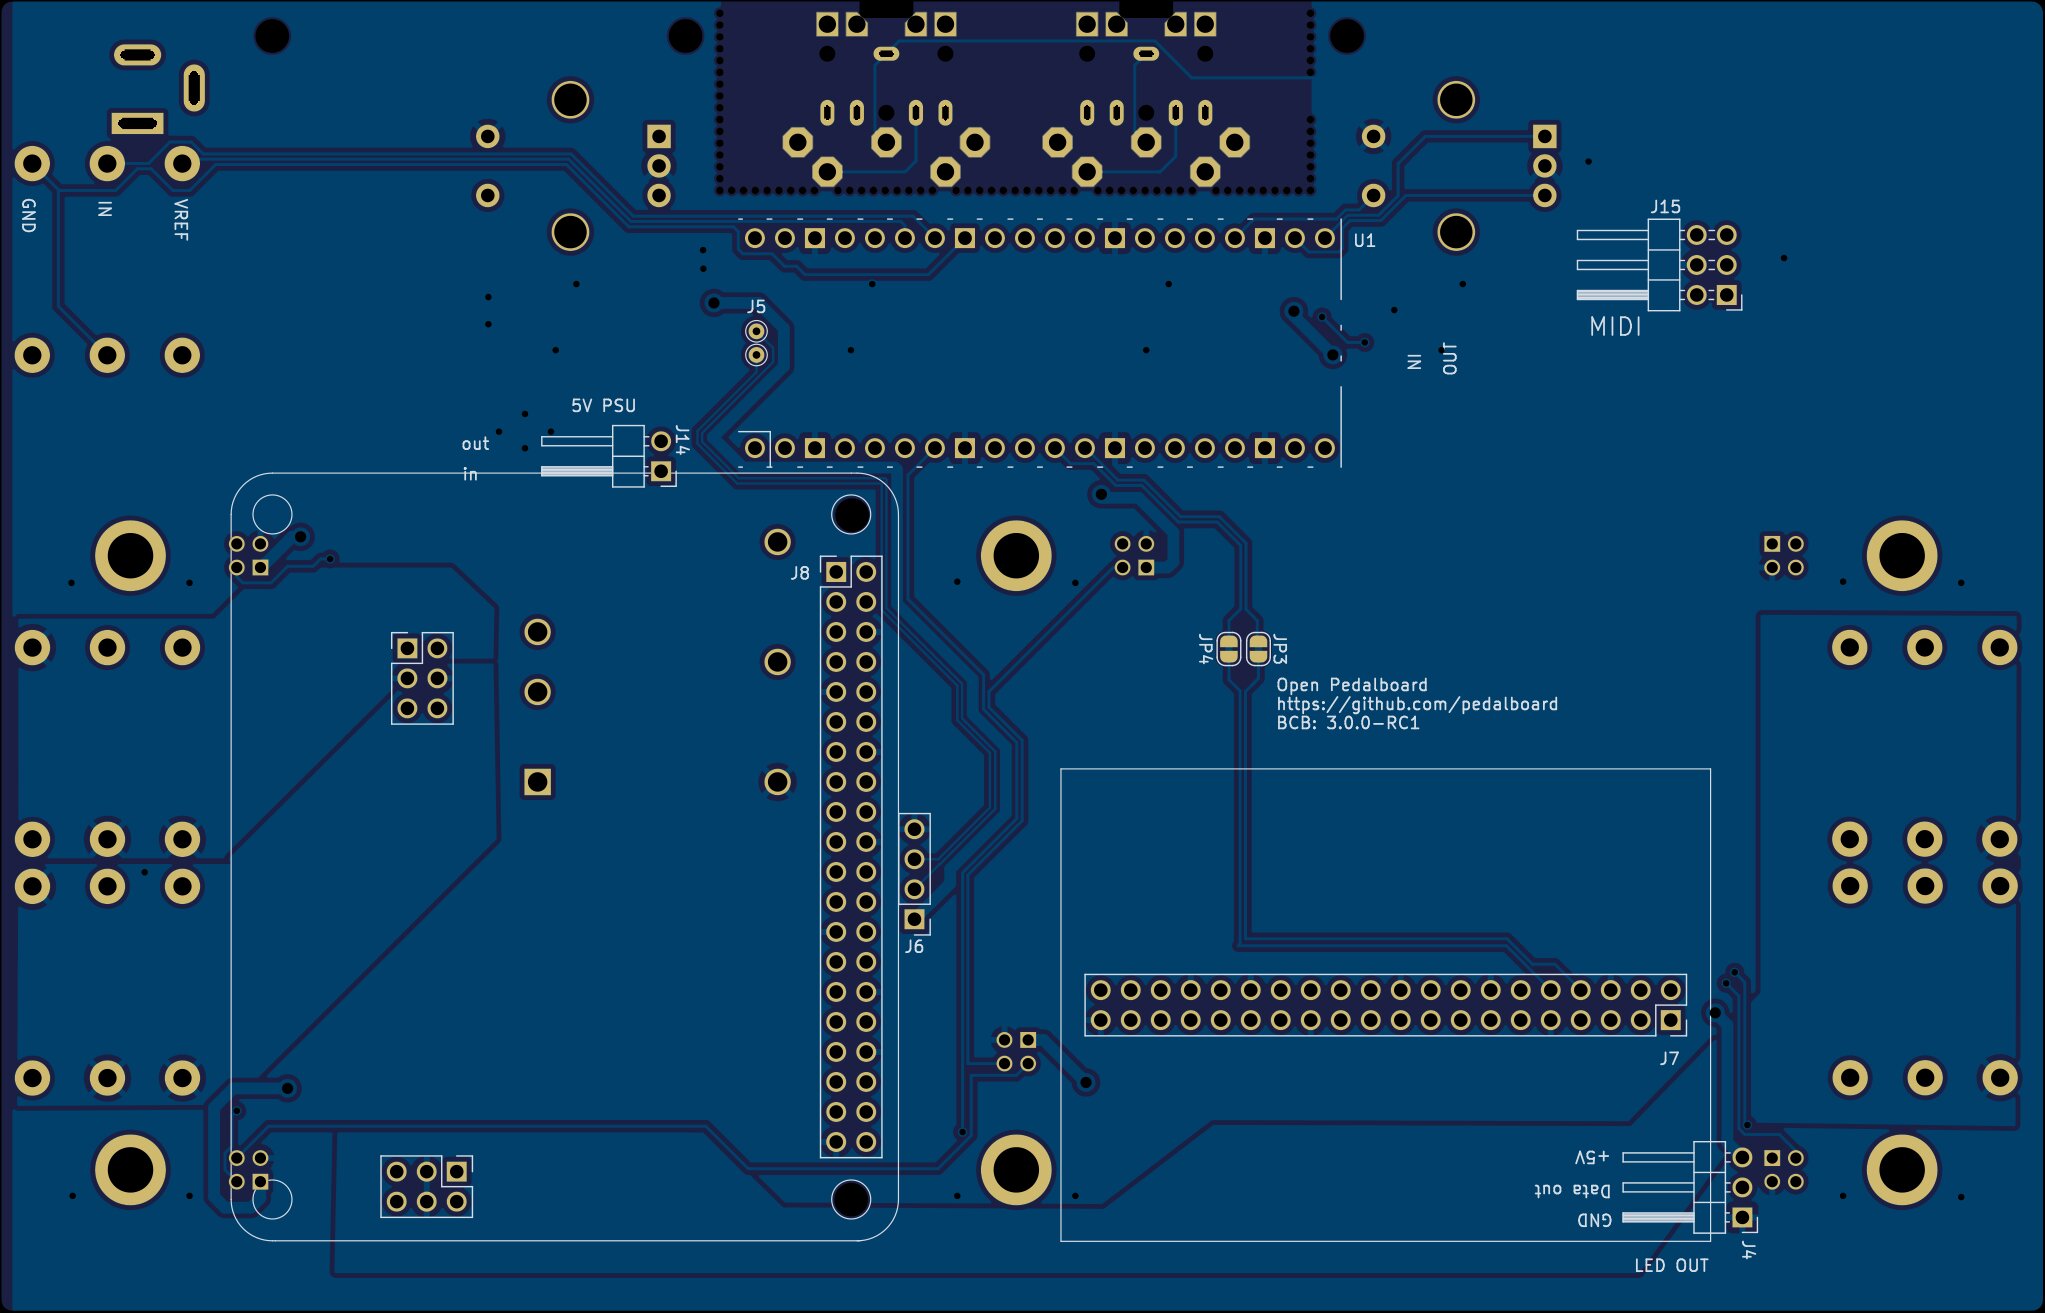 GND
IN
VREF
J15
U1
J5
MIDI
IN
OUT
5V PSU
out
J14
in
J8
JP4
JP3
Open Pedalboard
https://github.com/pedalboard
BCB: 3.0.0-RC1
J6
J7
+5V
Data out
GND
J4
LED OUT